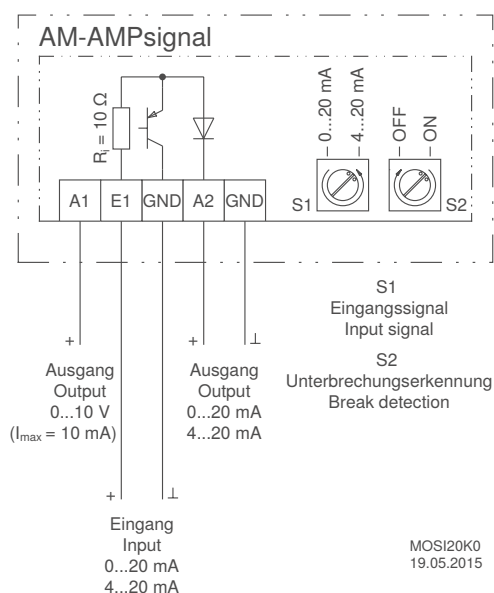 AM-AMPsignal
Ri = 10 Ω
0...20 mA
4...20 mA
OFF
ON
A1 E1 GND A2 GND
S1
S2
S1
Eingangssignal
Input signal
S2
Unterbrechungserkennung
Break detection
+
Ausgang
Output
0...10 V
(Imax = 10 mA)
+ ⊥
Ausgang
Output
0...20 mA
4...20 mA
+ ⊥
Eingang
Input
0...20 mA
4...20 mA
MOSI20K0
19.05.2015